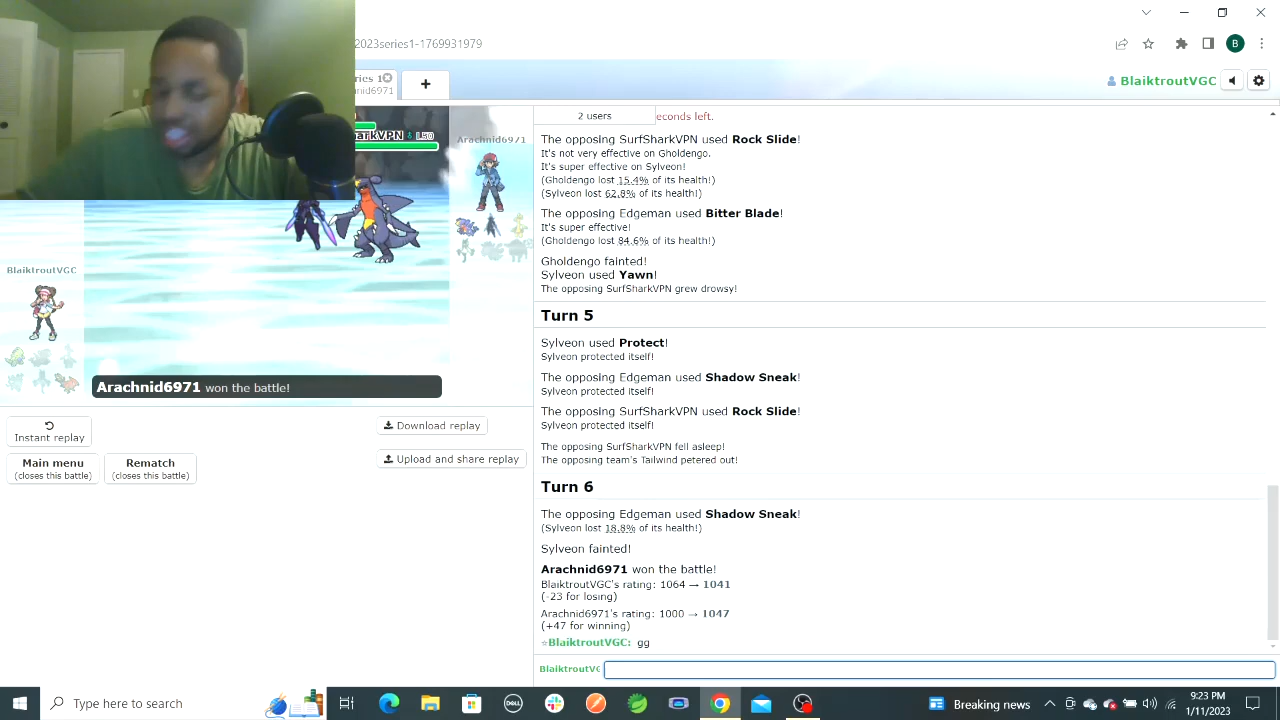 2023series1-1769931979
B
ries 1
nid6971
+
BlaiktroutVGC
2 users
econds left.
The opposing SurfSharkVPN used Rock Slide!
It's not very effective on Gholdengo.
It's super effective on Sylveon!
(Gholdengo lost 15.4% of its health!)
(Sylveon lost 62.8% of its health!)
The opposing Edgeman used Bitter Blade!
It's super effective!
(Gholdengo lost 94.6% of its health!)
Gholdengo fainted!
Sylveon used Yawn!
The opposing SurfSharkVPN grew drowsy!
Turn 5
Sylveon used Protect!
Sylveon protected itself!
The opposing Edgeman used Shadow Sneak!
Sylveon protected itself!
The opposing SurfSharkVPN used Rock Slide!
Sylveon protected itself!
The opposing SurfSharkVPN fell asleep!
The opposing team's Tailwind petered out!
Turn 6
The opposing Edgeman used Shadow Sneak!
(Sylveon lost 18.8% of its health!)
Sylveon fainted!
Arachnid6971 won the battle!
BlaiktroutVGC's rating: 1064 → 1041
(-23 for losing)
Arachnid6971's rating: 1000 → 1047
(+47 for winning)
☆BlaiktroutVGC: gg
BlaiktroutVG
arkVPN L50
Arachnid6971
BlaiktroutVGC
Arachnid6971 won the battle!
Instant replay
Download replay
Main menu
(closes this battle)
Rematch
(closes this battle)
Upload and share replay
Type here to search
DELL
Breaking news
9:23 PM
1/11/2023